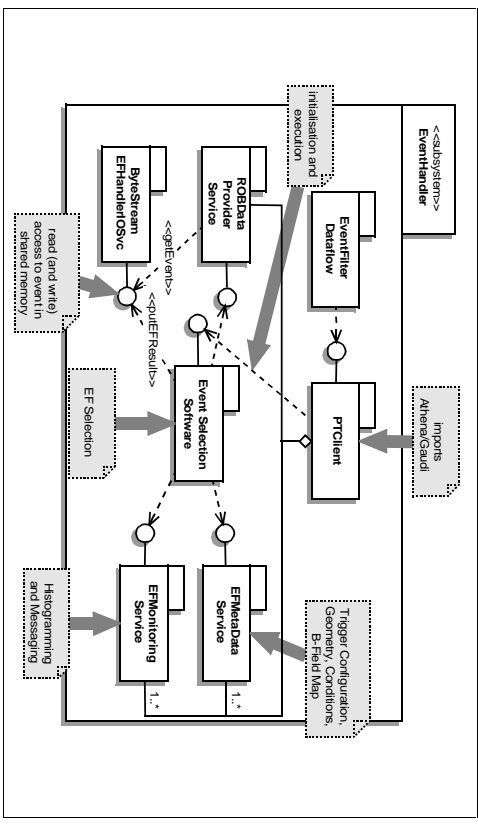 <<subsystem>>
EventHandler
initialisation and
execution
EventFilter
Dataflow
PTClient
imports
Athena/Gaudi
ROBData
Provider
Service
ByteStream
EFHandlerIOSvc
<<getEvent>>
<<putEFResult>>
read (and write)
access to event in
shared memory
Event Selection
Software
EF Selection
EFMetaData
Service
1..*
Trigger Configuration,
Geometry, Conditions,
B-Field Map
EFMonitoring
Service
1..*
Histogramming
and Messaging